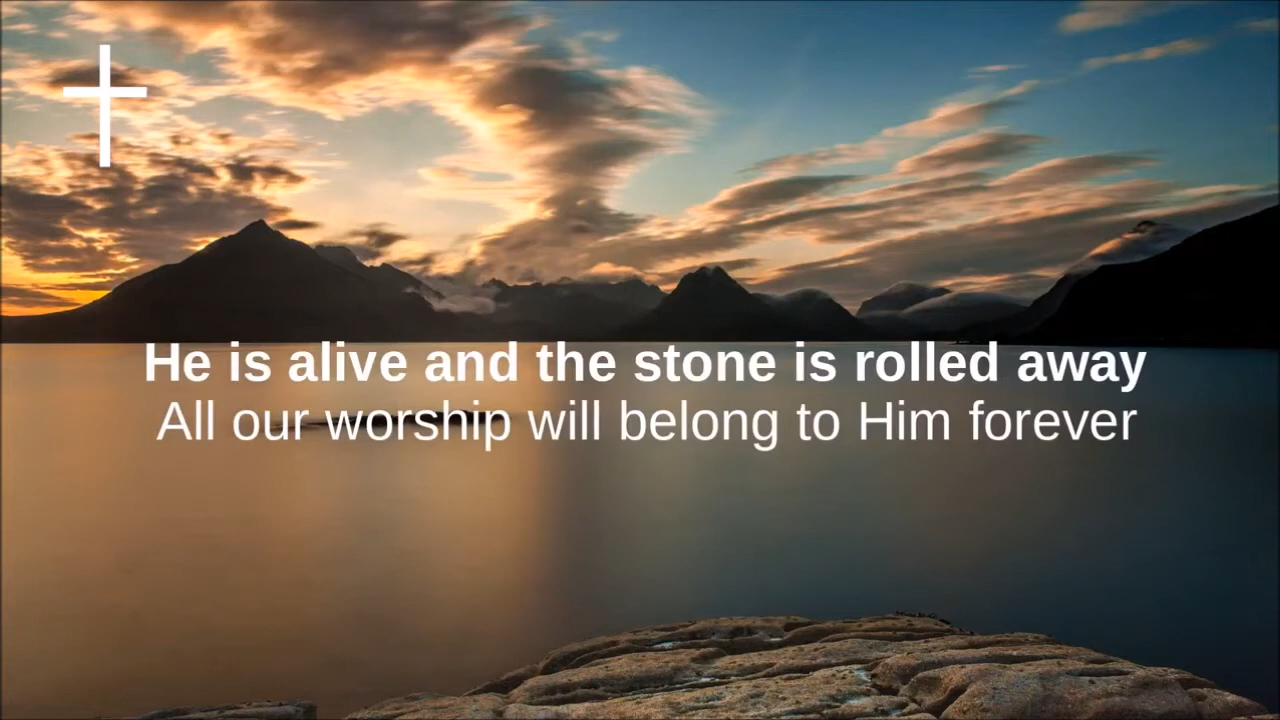 He is alive and the stone is rolled away
All our worship will belong to Him forever